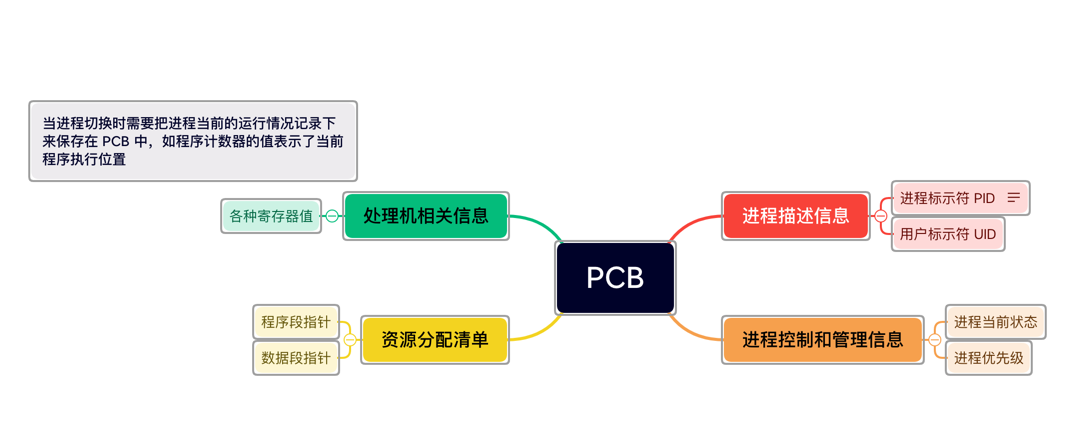 当进程切换时需要把进程当前的运行情况记录下
来保存在 PCB 中，如程序计数器的值表示了当前
程序执行位置
各种寄存器值
处理机相关信息
程序段指针
数据段指针
资源分配清单
PCB
进程描述信息
进程标示符 PID
用户标示符 UID
进程控制和管理信息
进程当前状态
进程优先级